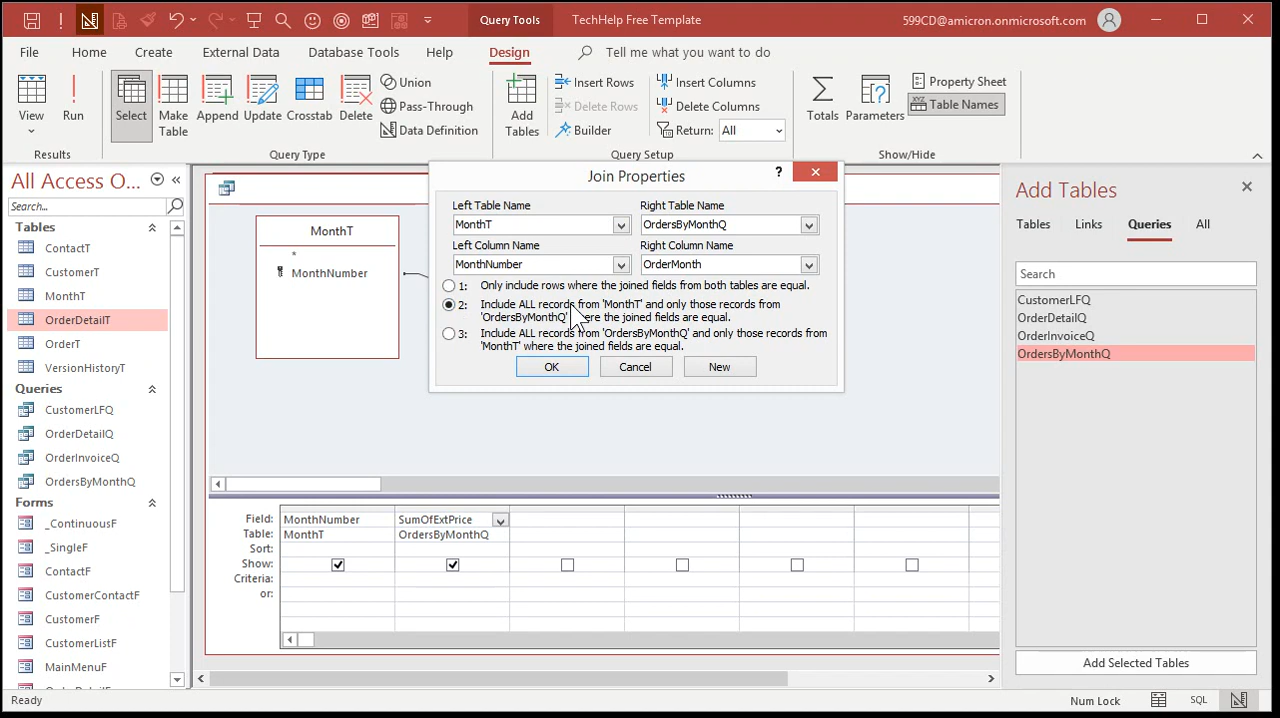 Query Tools
TechHelp Free Template
599CD@amicron.onmicrosoft.com
File
Home
Create
External Data
Database Tools
Help
Design
Tell me what you want to do
View
Run
Select
Make Table
Append
Update
Crosstab
Delete
Union
Pass-Through
Data Definition
Add Tables
Insert Rows
Delete Rows
Builder
Insert Columns
Delete Columns
Return: All
Totals
Parameters
Property Sheet
Table Names
Results
Query Type
Query Setup
Show/Hide
All Access O...
Search...
Tables
ContactT
CustomerT
MonthT
OrderDetailT
OrderT
VersionHistoryT
Queries
CustomerLFQ
OrderDetailQ
OrderInvoiceQ
OrdersByMonthQ
Forms
_ContinuousF
_SingleF
ContactF
CustomerContactF
CustomerF
CustomerListF
MainMenuF
MonthT
*
MonthNumber
Join Properties
?
Left Table Name
Right Table Name
MonthT
OrdersByMonthQ
Left Column Name
Right Column Name
MonthNumber
OrderMonth
1: Only include rows where the joined fields from both tables are equal.
2: Include ALL records from 'MonthT' and only those records from
'OrdersByMonthQ' where the joined fields are equal.
3: Include ALL records from 'OrdersByMonthQ' and only those records from
'MonthT' where the joined fields are equal.
OK
Cancel
New
Field: MonthNumber SumOfExtPrice
Table: MonthT OrdersByMonthQ
Sort:
Show:
Criteria:
or:
Add Tables
Tables
Links
Queries
All
Search
CustomerLFQ
OrderDetailQ
OrderInvoiceQ
OrdersByMonthQ
Add Selected Tables
Ready
Num Lock
SQL